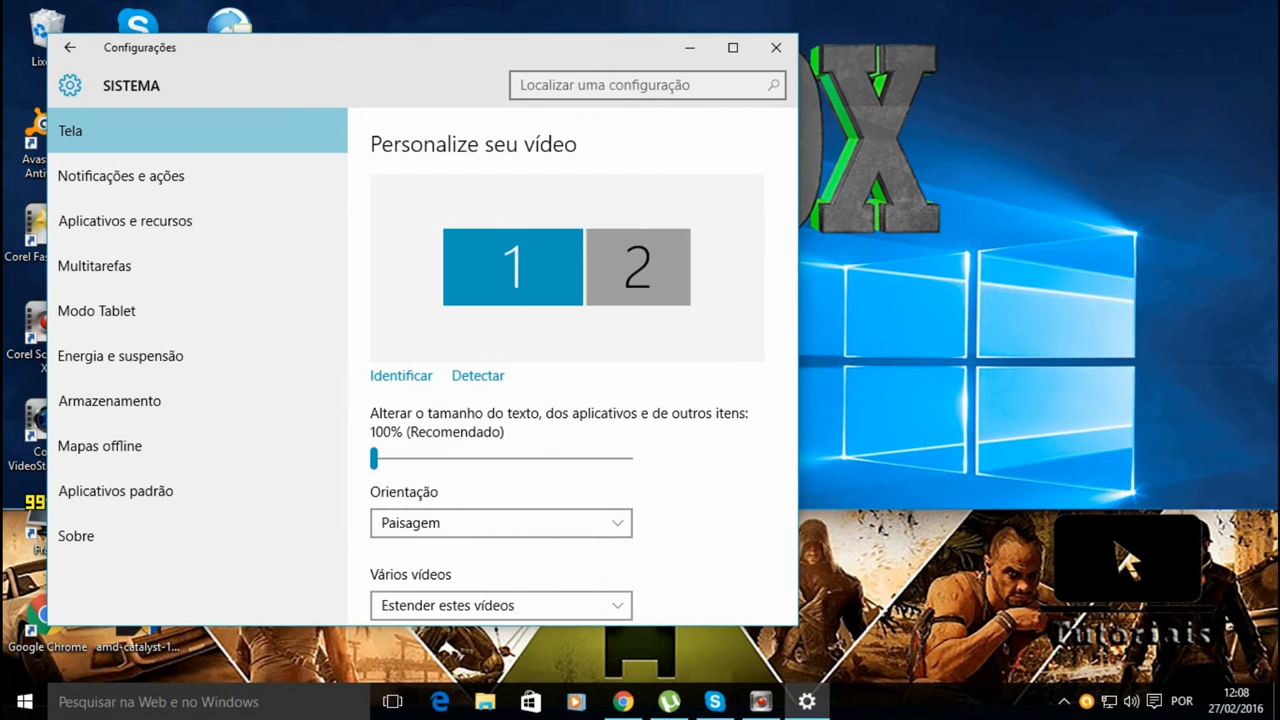 Configurações
SISTEMA
Localizar uma configuração
Tela
Notificações e ações
Aplicativos e recursos
Multitarefas
Modo Tablet
Energia e suspensão
Armazenamento
Mapas offline
Aplicativos padrão
Sobre
Personalize seu vídeo
1
2
Identificar
Detectar
Alterar o tamanho do texto, dos aplicativos e de outros itens:
100% (Recomendado)
Orientação
Paisagem
Vários vídeos
Estender estes vídeos
X
Tutoriais
Google Chrome
amd-catalyst-1...
Pesquisar na Web e no Windows
POR
12:08
27/02/2016